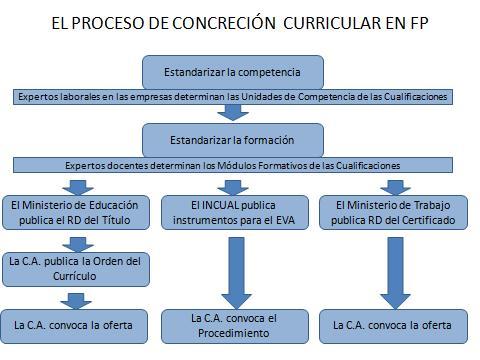 EL PROCESO DE CONCRECIÓN CURRICULAR EN FP
Estandarizar la competencia
Expertos laborales en las empresas determinan las Unidades de Competencia de las Cualificaciones
Estandarizar la formación
Expertos docentes determinan los Módulos Formativos de las Cualificaciones
El Ministerio de Educación
publica el RD del Título
El INCUAL publica
instrumentos para el EVA
El Ministerio de Trabajo
publica RD del Certificado
La C.A. publica la Orden del
Currículo
La C.A. convoca la oferta
La C.A. convoca el
Procedimiento
La C.A. convoca la oferta